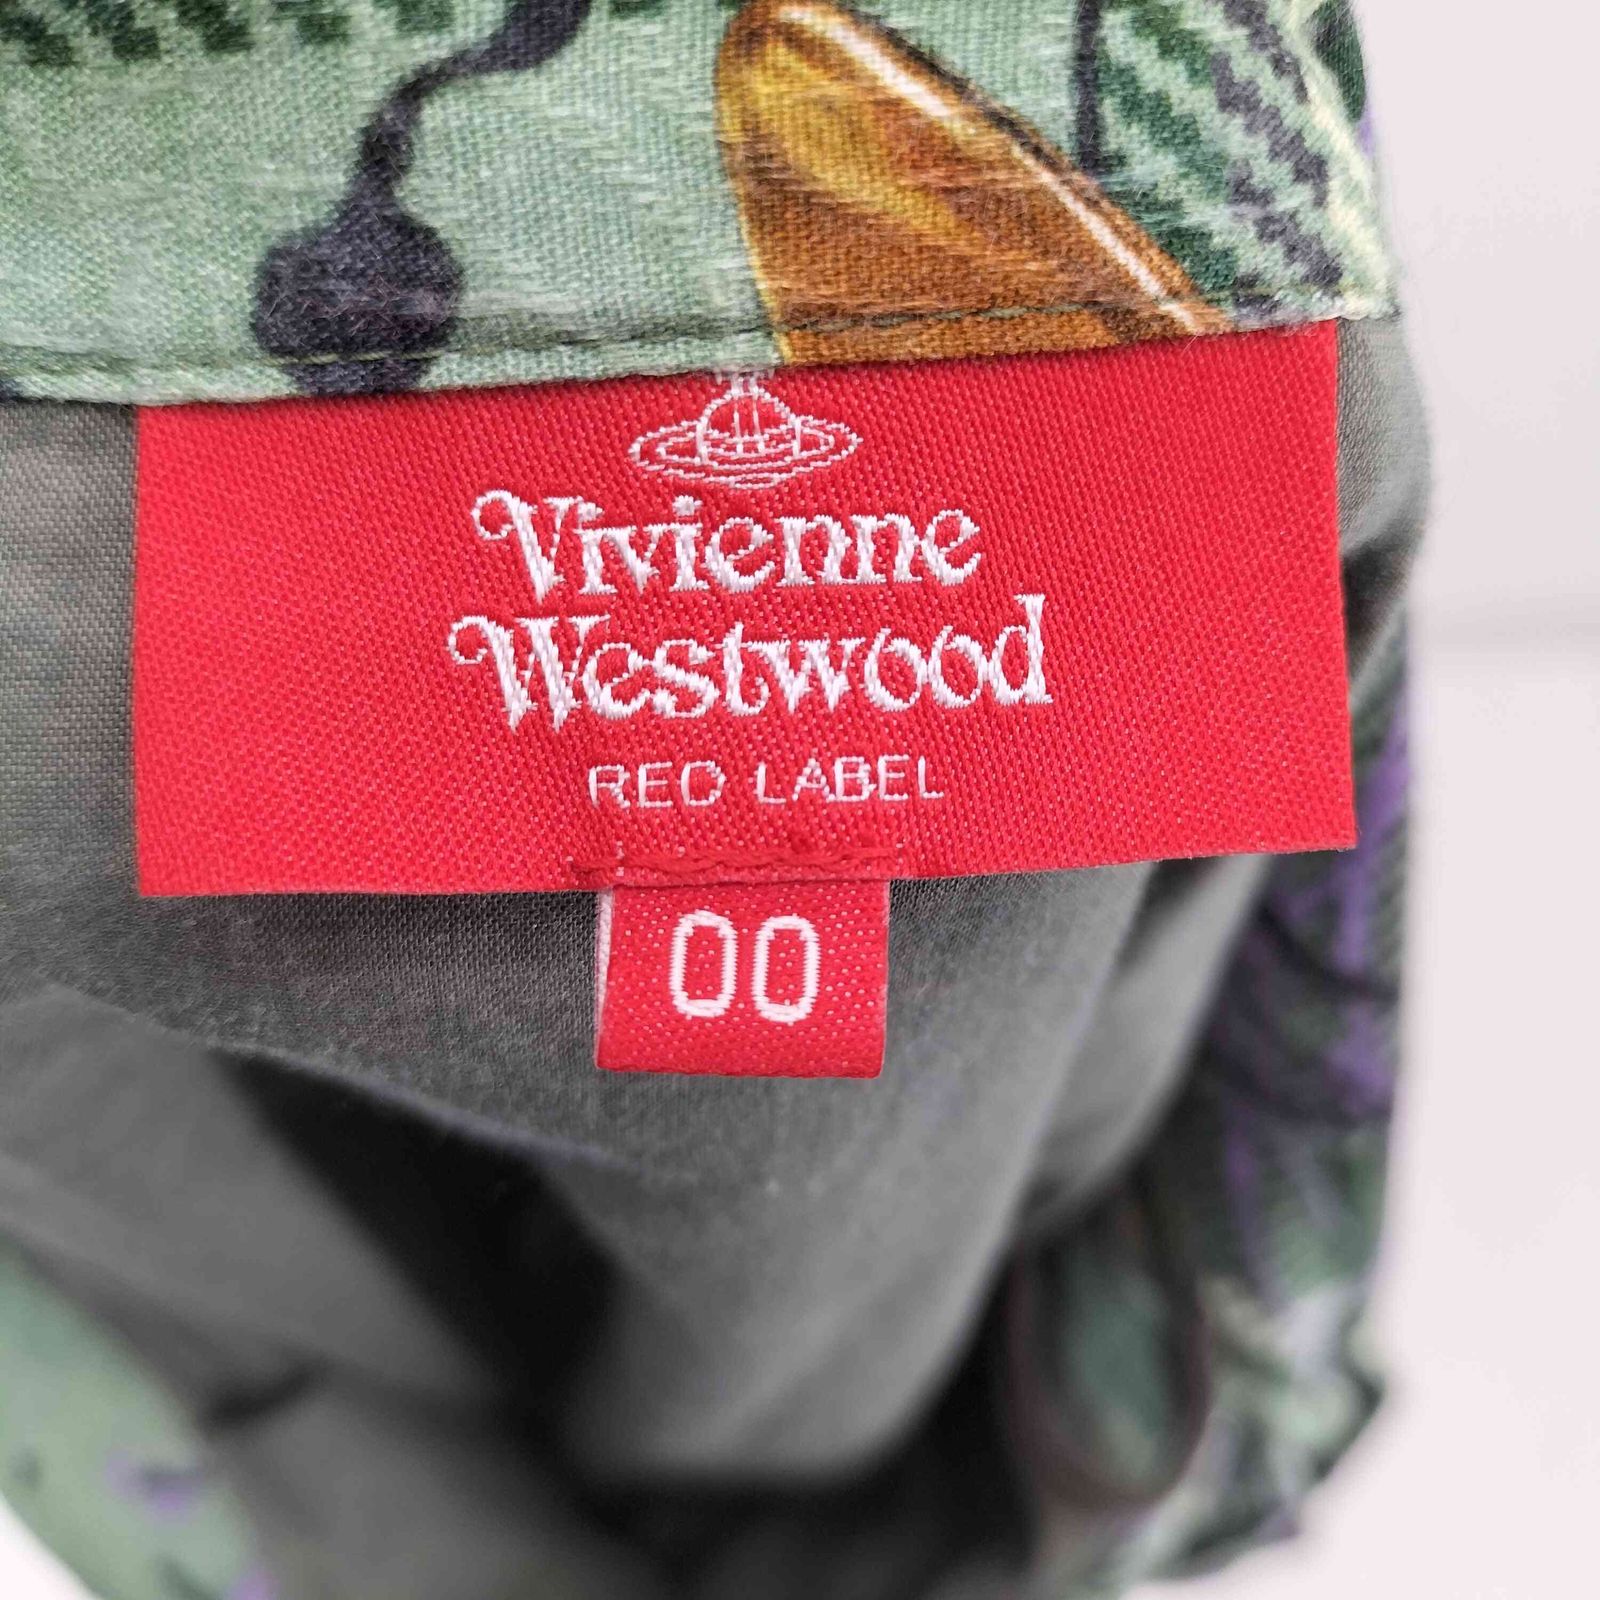 Vivienne
Westwood
RED LABEL
00